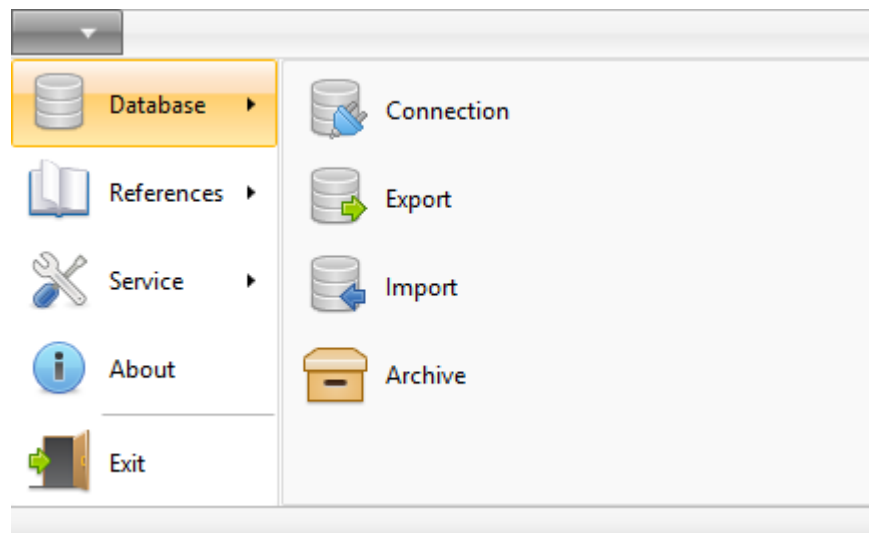 Database
References
Service
About
Exit
Connection
Export
Import
Archive